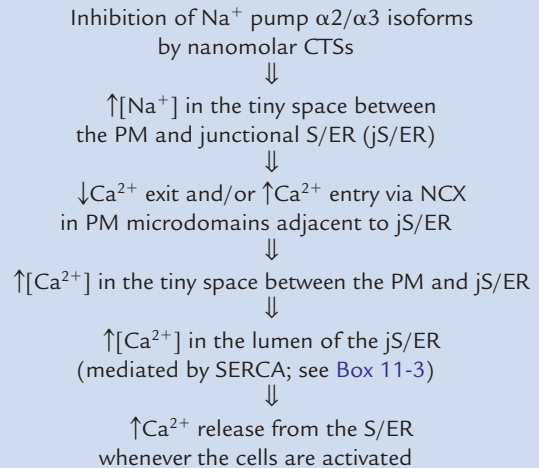 Inhibition of Na⁺ pump α2/α3 isoforms
by nanomolar CTSs
⇓
↑[Na⁺] in the tiny space between
the PM and junctional S/ER (jS/ER)
⇓
↓Ca²⁺ exit and/or ↑Ca²⁺ entry via NCX
in PM microdomains adjacent to jS/ER
⇓
↑[Ca²⁺] in the tiny space between the PM and jS/ER
⇓
↑[Ca²⁺] in the lumen of the jS/ER
(mediated by SERCA; see Box 11-3)
⇓
↑Ca²⁺ release from the S/ER
whenever the cells are activated